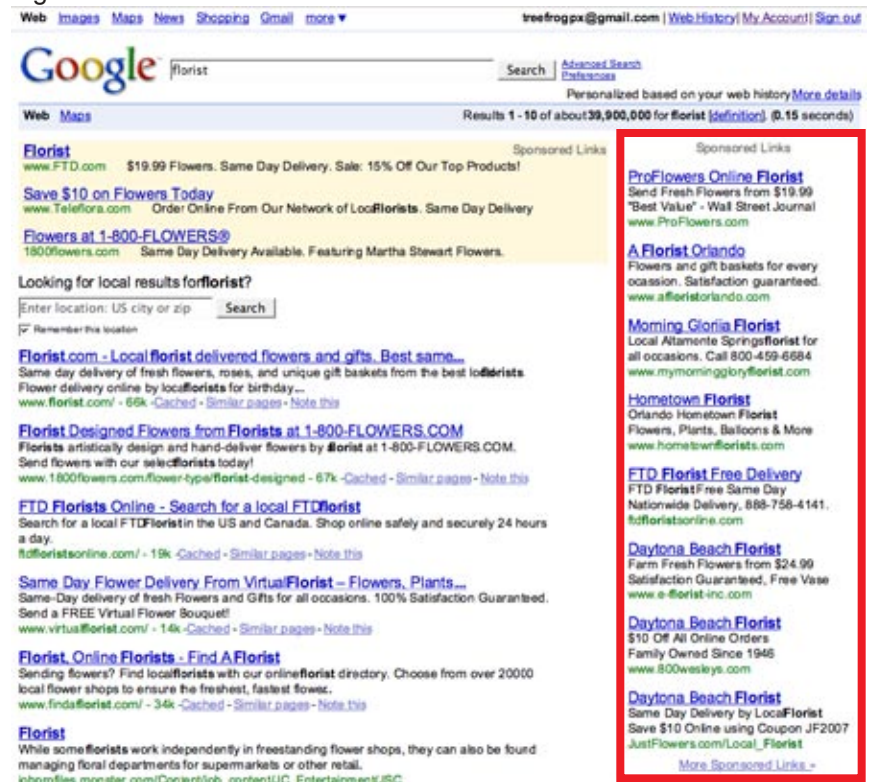 Web Images Maps News Shopping Gmail more ▼
treefrogpx@gmail.com | Web History | My Account | Sign out
Google florist Search Advanced Search
Preferences
Personalized based on your web history More details
Web Maps
Results 1 - 10 of about 39,900,000 for florist [definition]. (0.15 seconds)
Florist
Sponsored Links
www.FTD.com $19.99 Flowers. Same Day Delivery. Sale: 15% Off Our Top Products!
Save $10 on Flowers Today
www.Teleflora.com Order Online From Our Network of Local Florists. Same Day Delivery
Flowers at 1-800-FLOWERS®
1800flowers.com Same Day Delivery Available. Featuring Martha Stewart Flowers.
Looking for local results for florist?
Enter location: US city or zip Search
Remember this location
Florist.com - Local florist delivered flowers and gifts. Best same...
Same day delivery of fresh flowers, roses, and unique gift baskets from the best local florists
Flower delivery online by local florists for birthday...
www.florist.com/ - 66k - Cached - Similar pages - Note this
Florist Designed Flowers from Florists at 1-800-FLOWERS.COM
Florists artistically design and hand-deliver flowers by florist at 1-800-FLOWERS.COM.
Send flowers with our select florists today!
www.1800flowers.com/flower-type/florist-designed - 67k - Cached - Similar pages - Note this
FTD Florists Online - Search for a local FTD florist
Search for a local FTD Florist in the US and Canada. Shop online safely and securely 24 hours
a day.
ftdfloristsonline.com/ - 19k - Cached - Similar pages - Note this
Same Day Flower Delivery From Virtual Florist – Flowers, Plants...
Same-Day delivery of fresh Flowers and Gifts for all occasions. 100% Satisfaction Guaranteed.
Send a FREE Virtual Flower Bouquet!
www.virtualflorist.com/ - 14k - Cached - Similar pages - Note this
Florist, Online Florists - Find A Florist
Sending flowers? Find local florists with our online florist directory. Choose from over 20000
local flower shops to ensure the freshest, fastest flower..
www.findaflorist.com/ - 34k - Cached - Similar pages - Note this
Florist
While some florists work independently in freestanding flower shops, they can also be found
managing floral departments for supermarkets or other retail.
Sponsored Links
ProFlowers Online Florist
Send Fresh Flowers from $19.99
"Best Value" - Wall Street Journal
www.ProFlowers.com
A Florist Orlando
Flowers and gift baskets for every
ocassion. Satisfaction guaranteed.
www.afloristorlando.com
Morning Gloriia Florist
Local Altamonte Springs florist for
all occasions. Call 800-459-6684
www.mymorninggloryflorist.com
Hometown Florist
Orlando Hometown Florist
Flowers, Plants, Balloons & More
www.hometownflorists.com
FTD Florist Free Delivery
FTD Florist Free Same Day
Nationwide Delivery, 888-758-4141.
ftdfloristsonline.com
Daytona Beach Florist
Farm Fresh Flowers from $24.99
Satisfaction Guaranteed, Free Vase
www.e-florist-inc.com
Daytona Beach Florist
$10 Off All Online Orders
Family Owned Since 1946
www.800wesleys.com
Daytona Beach Florist
Same Day Delivery by Local Florist
Save $10 Online using Coupon JF2007
JustFlowers.com/Local_Florist
More Sponsored Links »